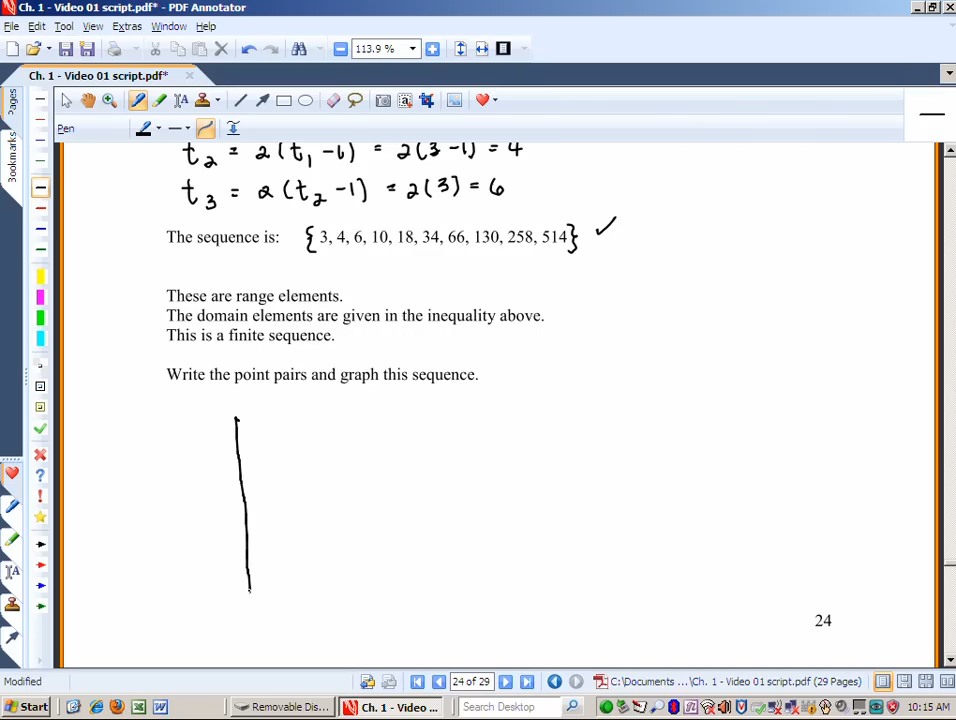 Ch. 1 - Video 01 script.pdf* - PDF Annotator
File Edit Tool View Extras Window Help
113.9 %
Ch. 1 - Video 01 script.pdf*
Pages
Bookmarks
Pen
t2 = 2(t1 -1) = 2(3 -1) = 4
t3 = 2(t2 -1) = 2(3) = 6
The sequence is: {3, 4, 6, 10, 18, 34, 66, 130, 258, 514} ✓
These are range elements.
The domain elements are given in the inequality above.
This is a finite sequence.
Write the point pairs and graph this sequence.
24
Modified
24 of 29
C:\Documents ...\Ch. 1 - Video 01 script.pdf (29 Pages)
Start
Removable Dis...
Ch. 1 - Video ...
Search Desktop
10:15 AM